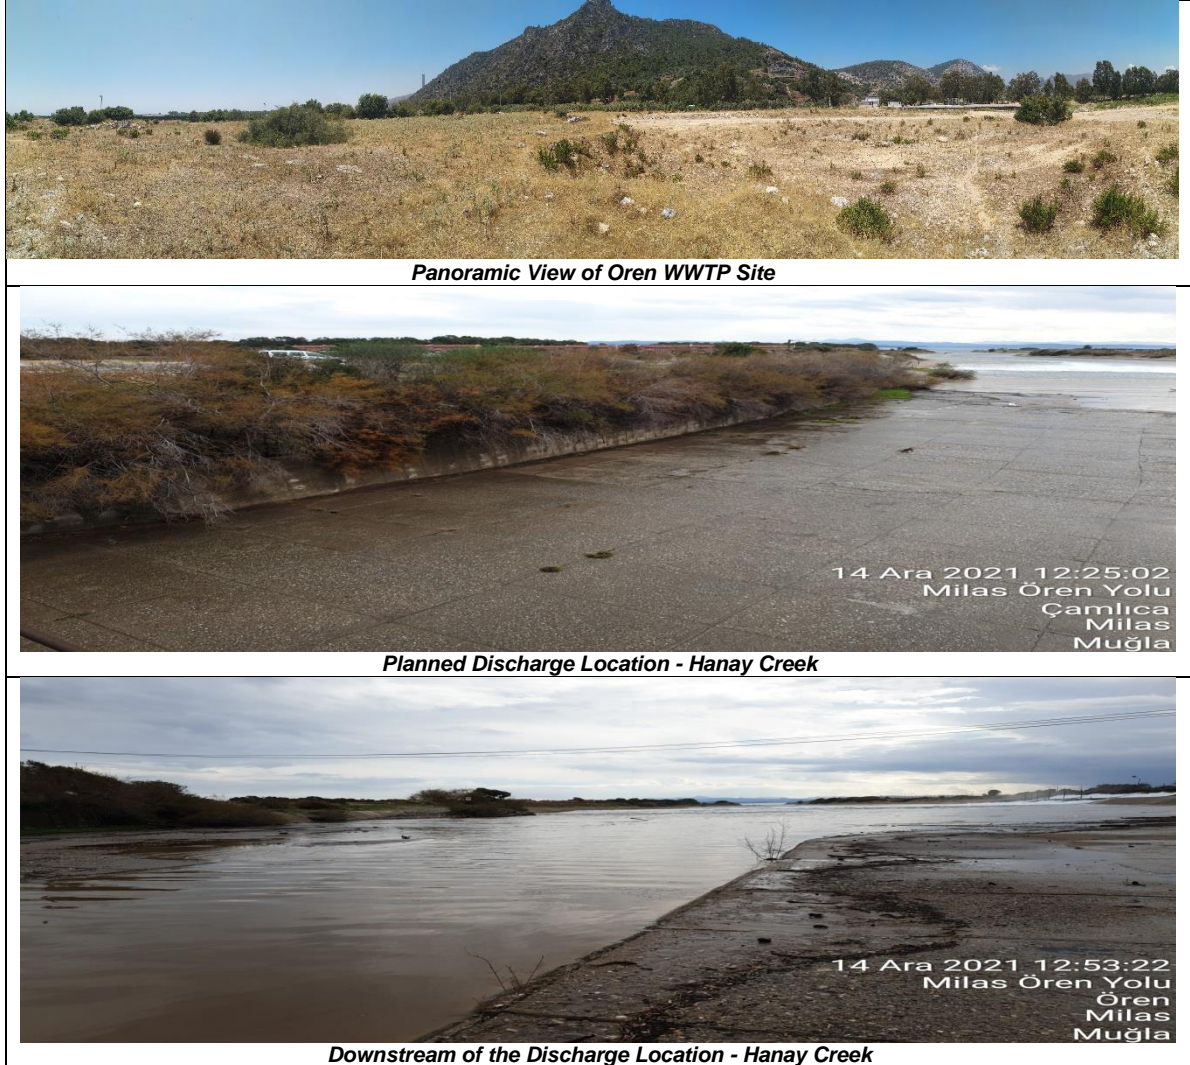 Panoramic View of Oren WWTP Site
14 Ara 2021 12:25:02
Milas Ören Yolu
Çamlıca
Milas
Muğla
Planned Discharge Location - Hanay Creek
14 Ara 2021 12:53:22
Milas Ören Yolu
Ören
Milas
Muğla
Downstream of the Discharge Location - Hanay Creek